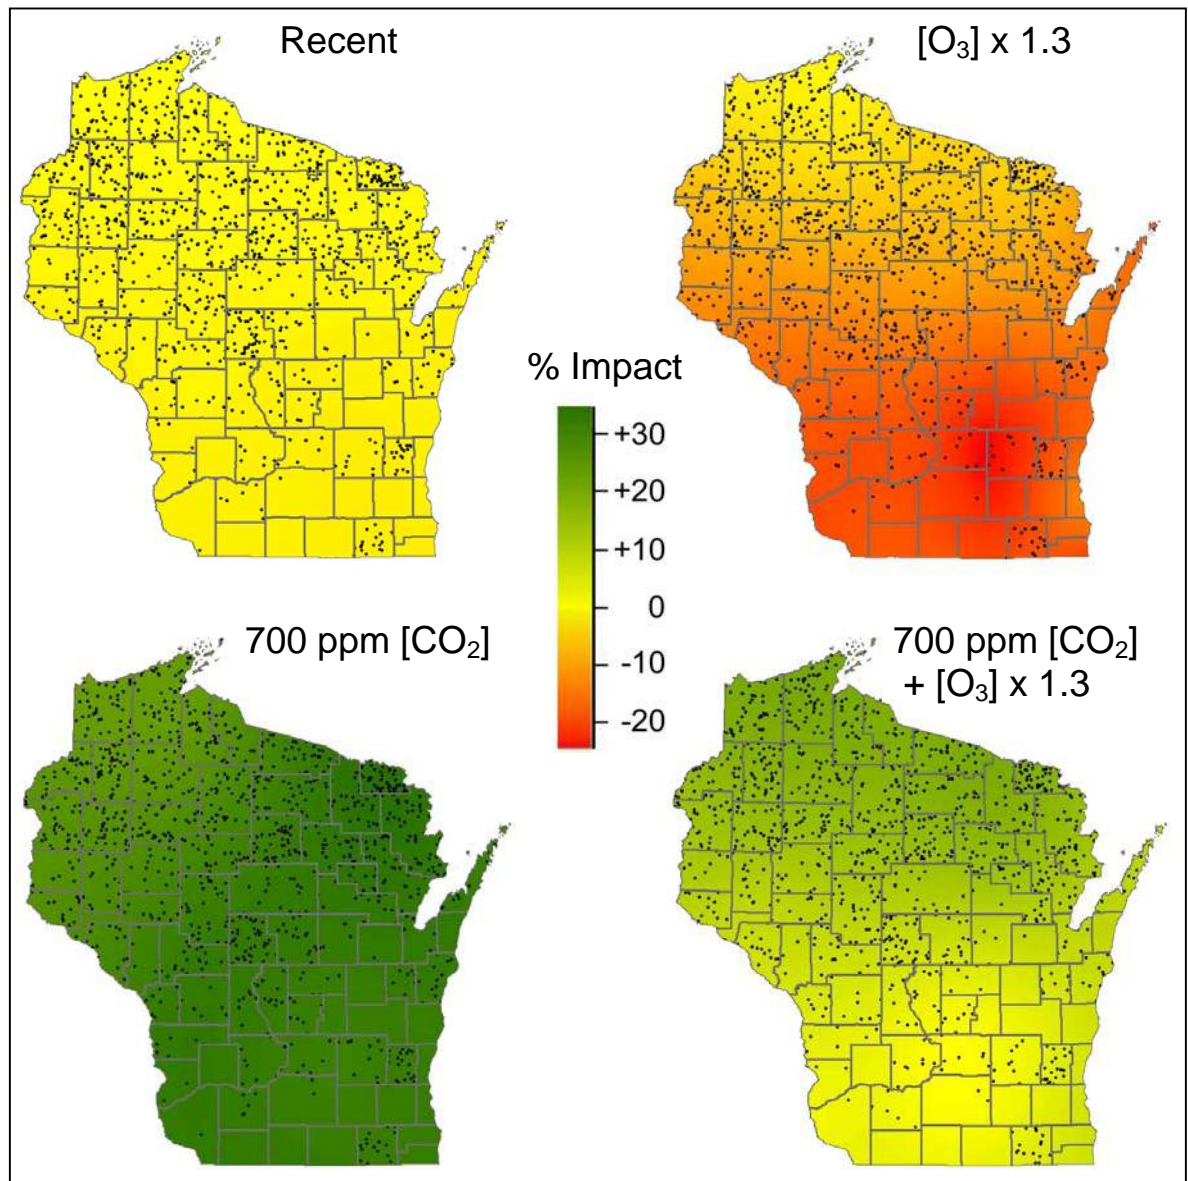 Recent
[O₃] x 1.3
% Impact
+30
+20
+10
0
-10
-20
700 ppm [CO₂]
700 ppm [CO₂]
+ [O₃] x 1.3